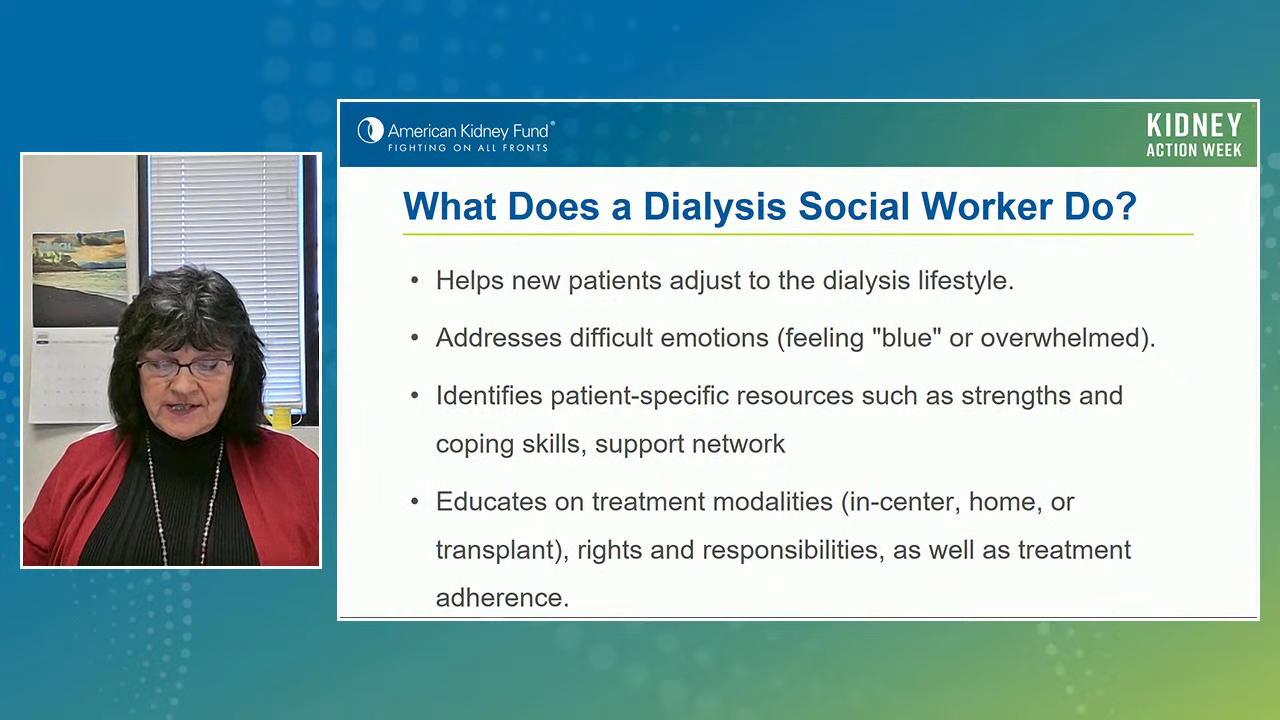 American Kidney Fund
FIGHTING ON ALL FRONTS
KIDNEY
ACTION WEEK
What Does a Dialysis Social Worker Do?
• Helps new patients adjust to the dialysis lifestyle.
• Addresses difficult emotions (feeling "blue" or overwhelmed).
• Identifies patient-specific resources such as strengths and
coping skills, support network
• Educates on treatment modalities (in-center, home, or
transplant), rights and responsibilities, as well as treatment
adherence.